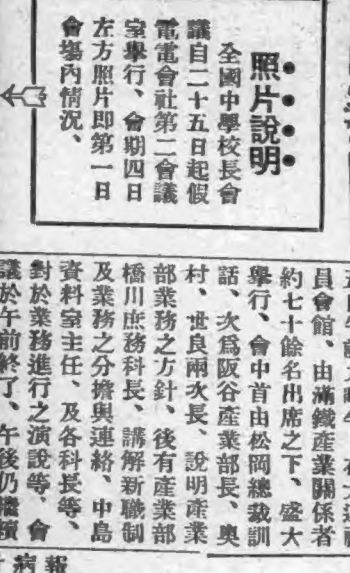 照片說明
全國中學校長會
議自二十五日起假
電電會社第二會議
室舉行、會期四日
左方照片即第一日
會塲內情况、
員會館、由滿鐵產業關係者
約七十餘名出席之下、盛大
舉行、會中首由松岡總裁訓
話、次爲阪谷產業部長、奧
村、世良兩次長、說明產業
部業務之方針、後有產業部
橋川庶務科長、講解新職制
及業務之分擔與運絡、中島
資料室主任、及各科長等、
對於業務進行之演說等、會
議於午前終了、午後仍繼續
病報